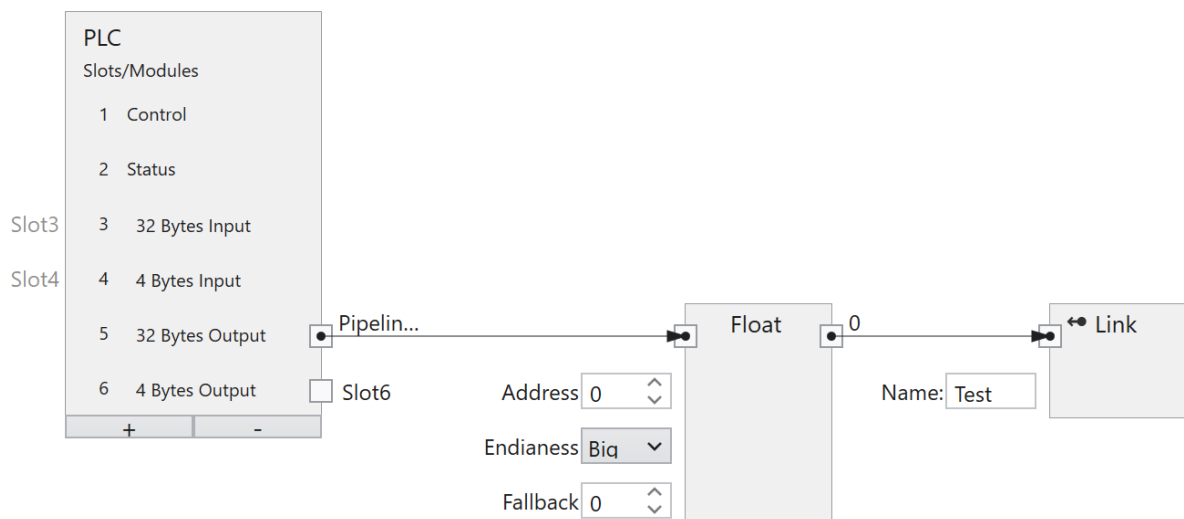 PLC
Slots/Modules
1 Control
2 Status
Slot3 3 32 Bytes Input
Slot4 4 4 Bytes Input
5 32 Bytes Output Pipelin... Float 0 Link
6 4 Bytes Output Slot6 Address 0 Name: Test
+ -
Endianess Big
Fallback 0